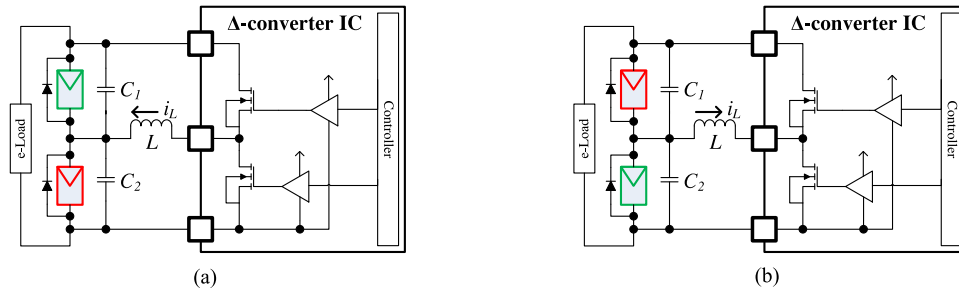 Δ-converter IC
e-Load
C1
iL
L
C2
Controller
(a)
Δ-converter IC
e-Load
C1
iL
L
C2
Controller
(b)